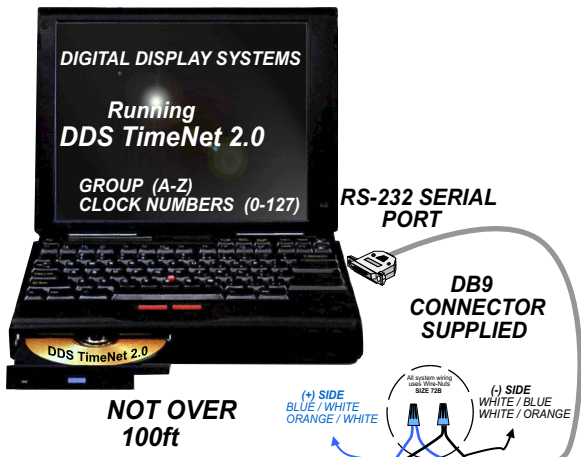 DIGITAL DISPLAY SYSTEMS
Running
DDS TimeNet 2.0
GROUP (A-Z)
CLOCK NUMBERS (0-127)
RS-232 SERIAL
PORT
DB9
CONNECTOR
SUPPLIED
DDS TimeNet 2.0
NOT OVER
100ft
All system wiring
uses Wire-Nuts
SIZE 72B
(+) SIDE
BLUE / WHITE
ORANGE / WHITE
(-) SIDE
WHITE / BLUE
WHITE / ORANGE